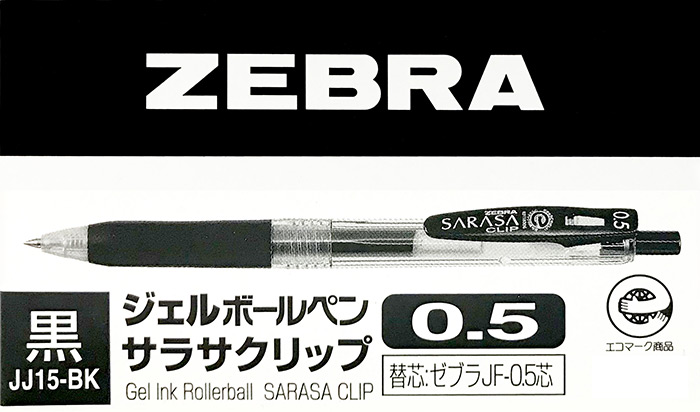 ZEBRA
ZEBRA
SARASA
CLIP
0.5
黒
JJ15-BK
ジェルボールペン
サラサクリップ
Gel Ink Rollerball SARASA CLIP
0.5
替芯:ゼブラJF-0.5芯
エコマーク商品